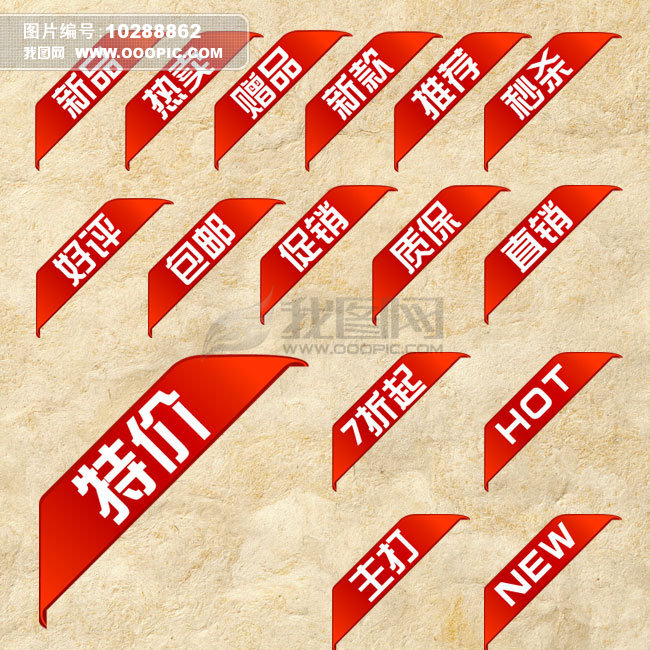 图片编号:10288862
我图网 www.OOOPIC.COM
新品
热卖
赠品
新款
推荐
秒杀
好评
包邮
促销
质保
直销
我图网
www.OOOPIC.COM
特价
7折起
HOT
主打
NEW